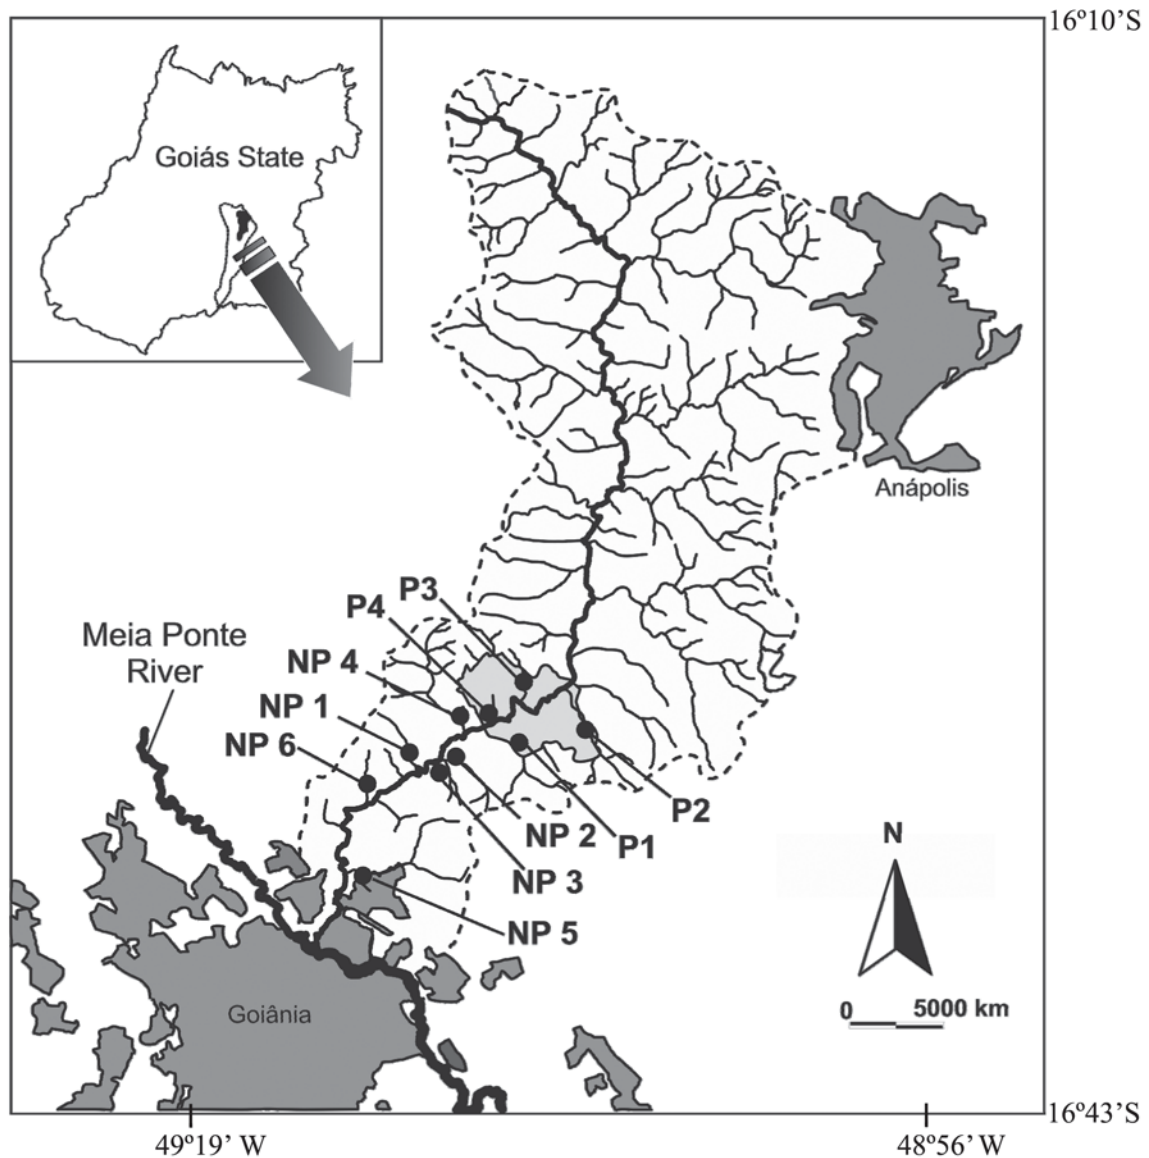 16º10’S
Goiás State
Anápolis
P3
P4
Meia Ponte
River
NP 4
NP 1
NP 6
P2
NP 2
P1
N
NP 3
NP 5
0
5000 km
Goiânia
16º43’S
49º19’ W
48º56’ W